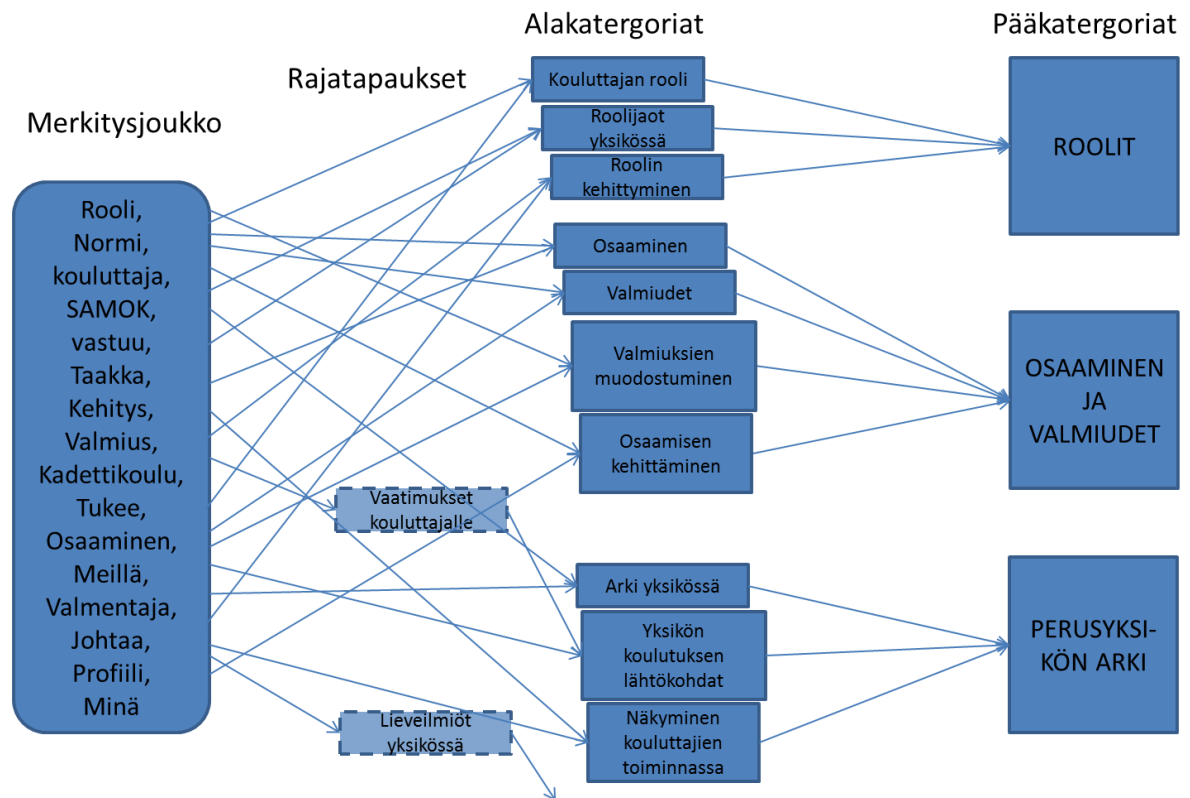 Alakatergoriat
Pääkatergoriat
Rajatapaukset
Merkitysjoukko
Rooli,
Normi,
kouluttaja,
SAMOK,
vastuu,
Taakka,
Kehitys,
Valmius,
Kadettikoulu,
Tukee,
Osaaminen,
Meillä,
Valmentaja,
Johtaa,
Profiili,
Minä
Vaatimukset
kouluttajalle
Lieveilmiöt
yksikössä
Kouluttajan rooli
Roolijaot
yksikössä
Roolin
kehittyminen
Osaaminen
Valmiudet
Valmiuksien
muodostuminen
Osaamisen
kehittäminen
Arki yksikössä
Yksikön
koulutuksen
lähtökohdat
Näkyminen
kouluttajien
toiminnassa
ROOLIT
OSAAMINEN
JA
VALMIUDET
PERUSYKSI-
KÖN ARKI